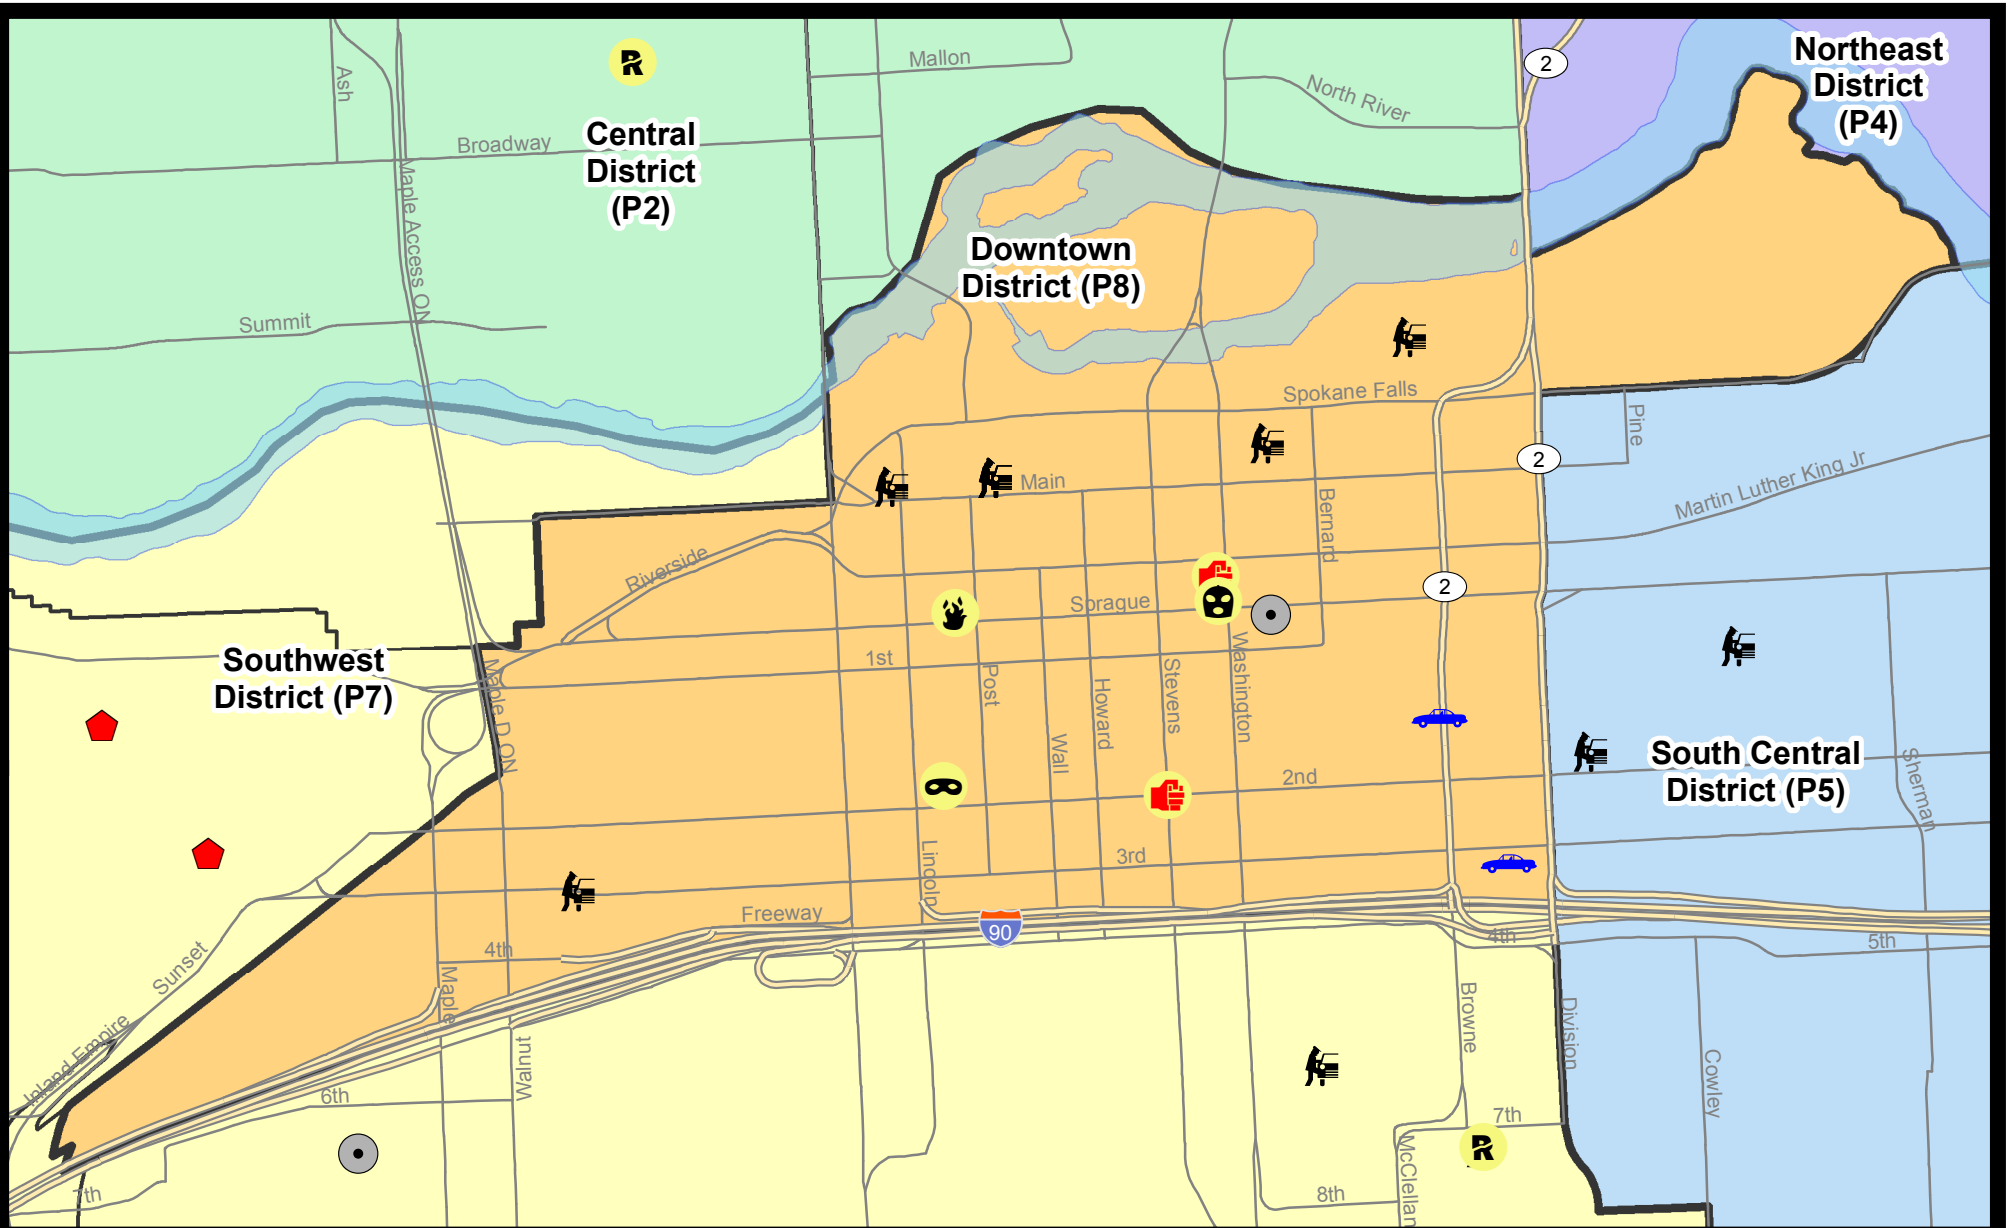 Northeast
District
(P4)
2
Mallon
North River
Ash
Central
District
(P2)
Broadway
Maple Access ON
Downtown
District (P8)
Summit
Spokane Falls
Pine
2
Main
Martin Luther King Jr
Bernard
Riverside
2
Sprague
1st
Southwest
District (P7)
Maple D ON
Post
Wall
Howard
Stevens
Washington
2nd
South Central
District (P5)
Sherman
3rd
Lincoln
Freeway
90
4th
4th
5th
Sunset
Maple
Inland Empire
Walnut
Browne
Division
Cowley
6th
7th
McClellan
7th
8th
R
R